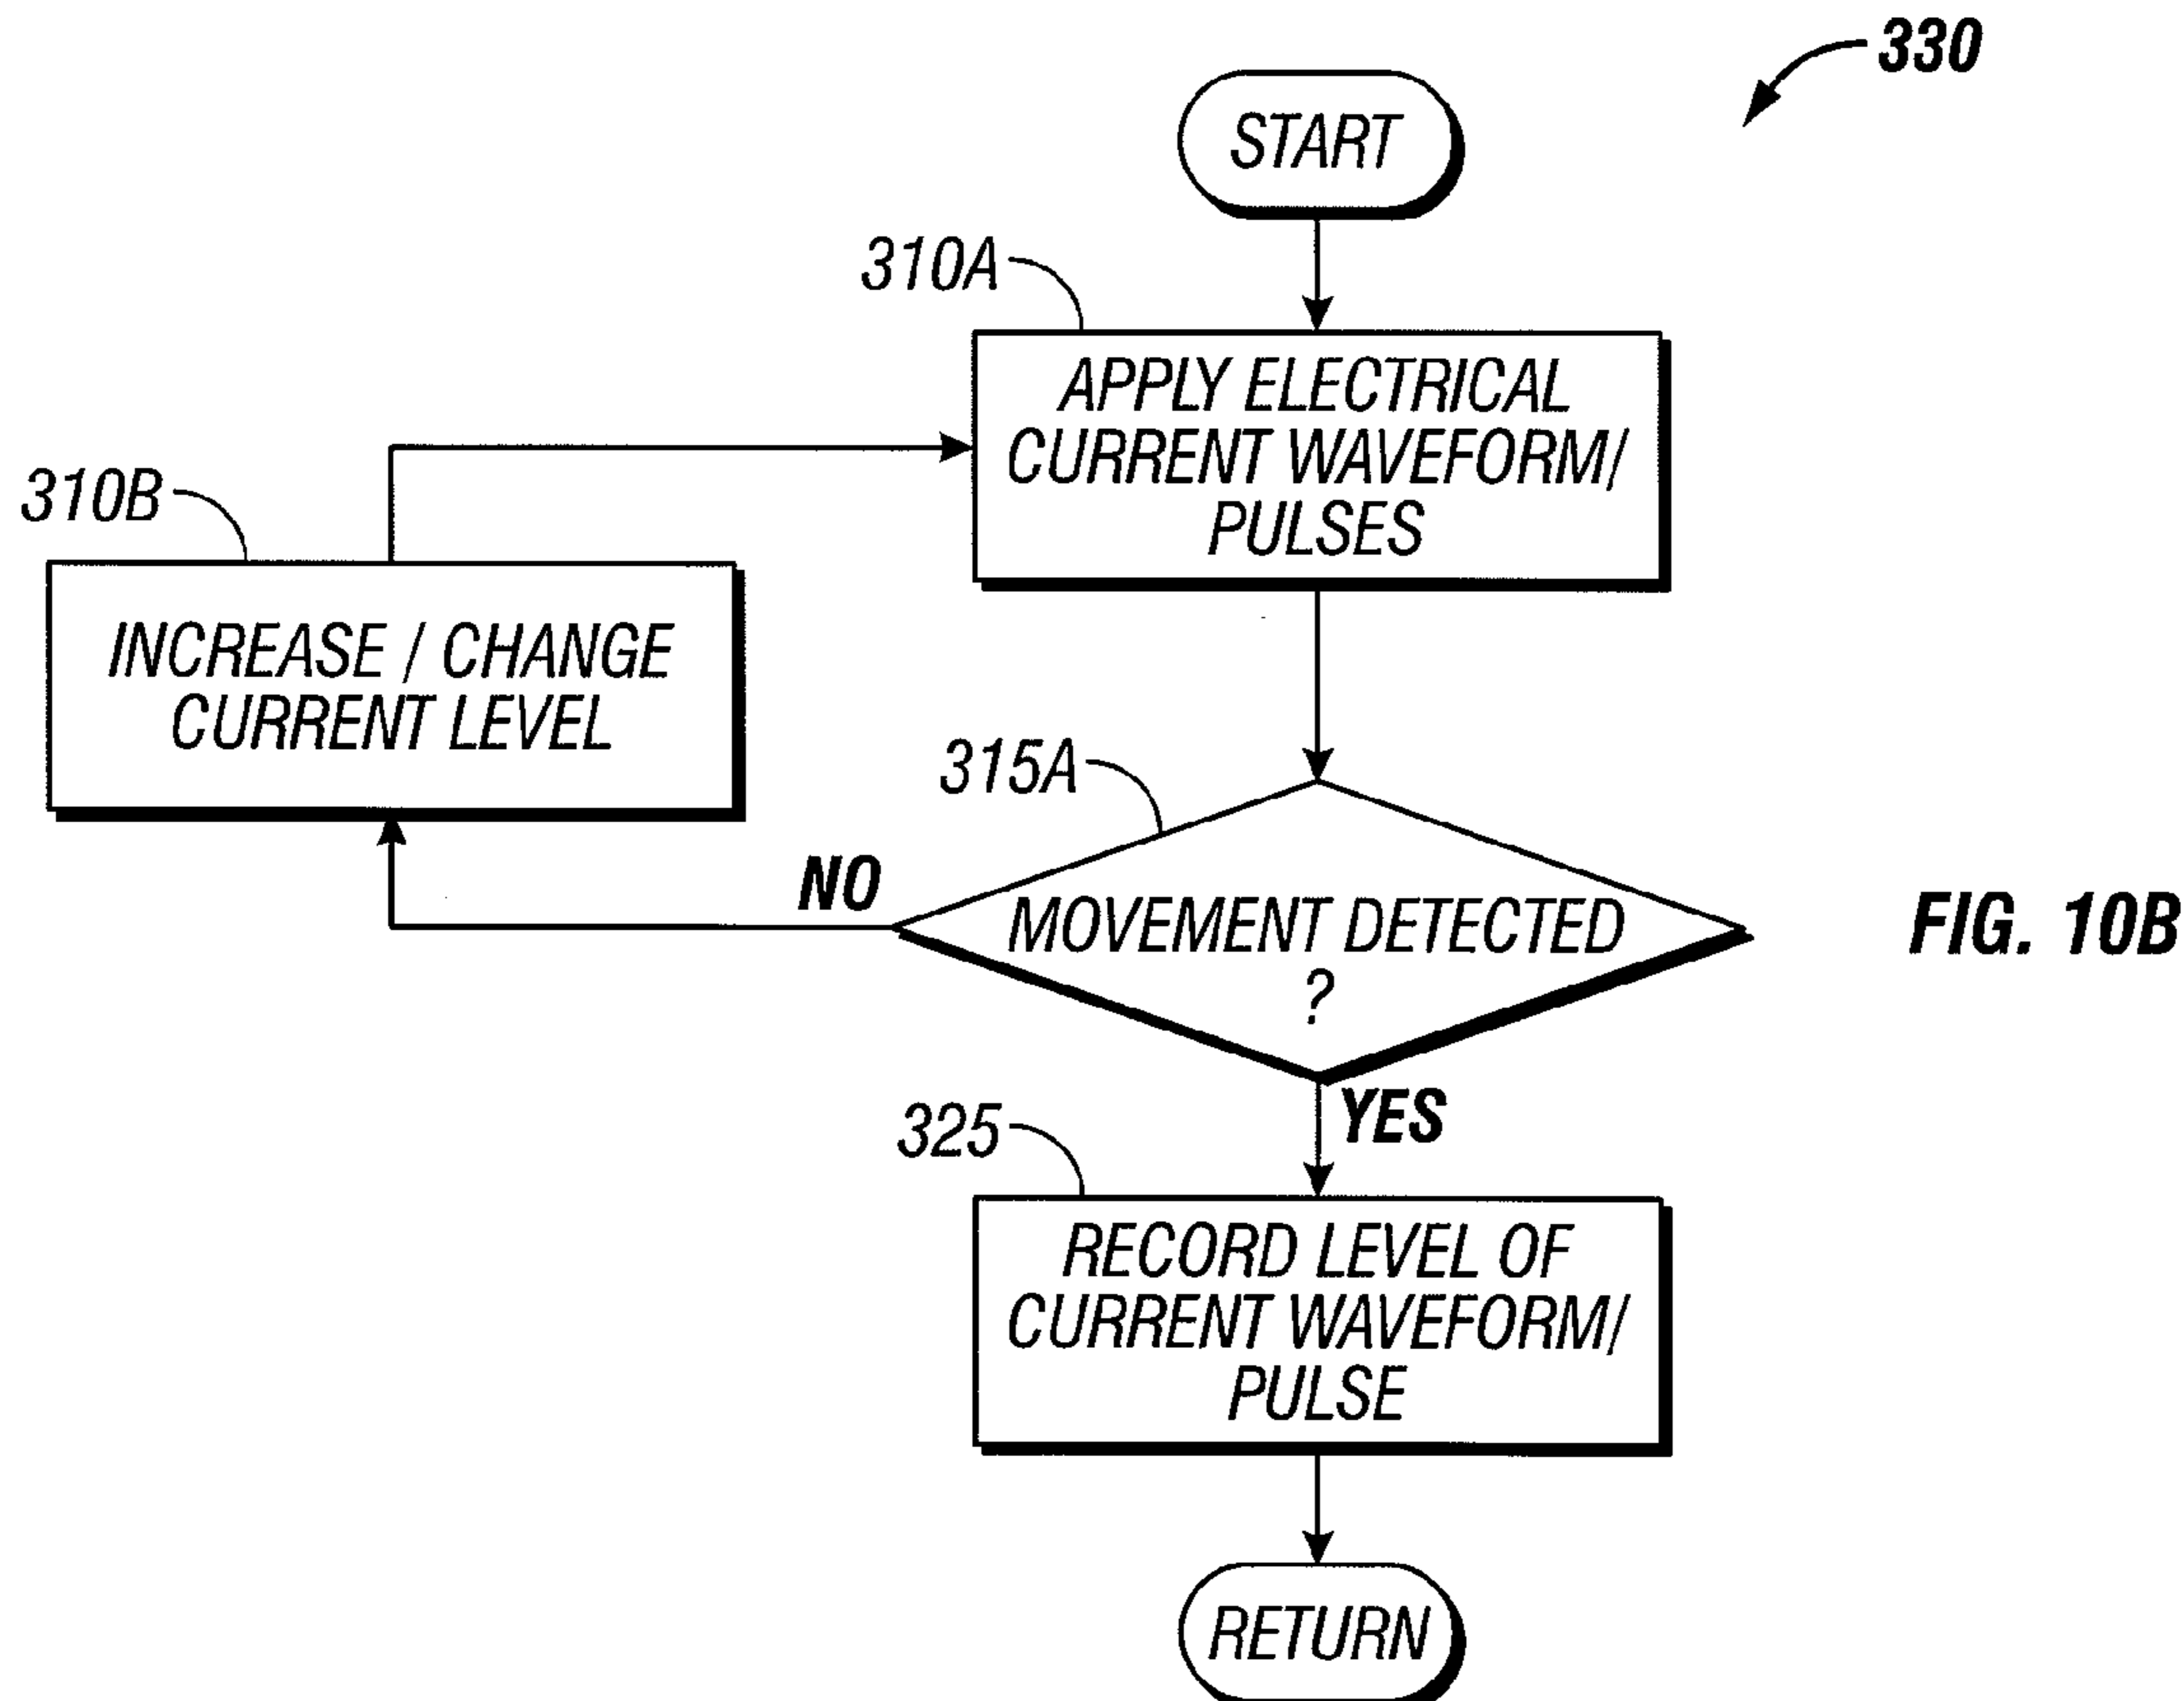 330
START
310A
APPLY ELECTRICAL
CURRENT WAVEFORM/
PULSES
310B
INCREASE / CHANGE
CURRENT LEVEL
315A
NO
MOVEMENT DETECTED
?
FIG. 10B
YES
325
RECORD LEVEL OF
CURRENT WAVEFORM/
PULSE
RETURN